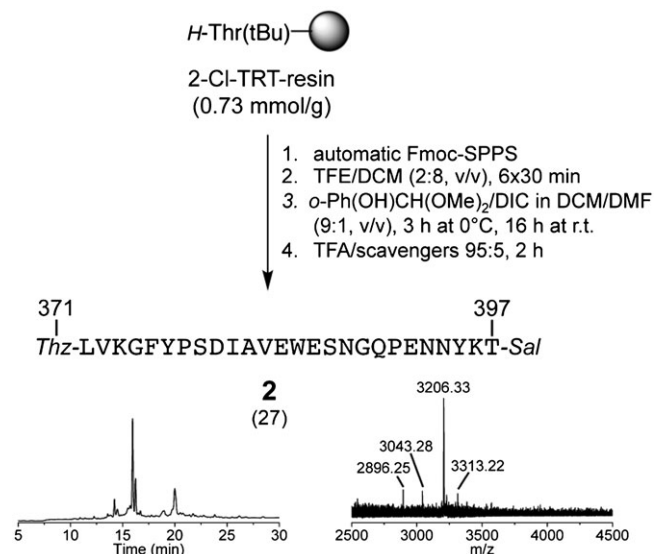 H-Thr(tBu)
2-Cl-TRT-resin
(0.73 mmol/g)
1. automatic Fmoc-SPPS
2. TFE/DCM (2:8, v/v), 6x30 min
3. o-Ph(OH)CH(OMe)₂/DIC in DCM/DMF
(9:1, v/v), 3 h at 0°C, 16 h at r.t.
4. TFA/scavengers 95:5, 2 h
371 397
Thz-LVKGFYPSDIAVEWESNGQPENNYKT-Sal
2
(27)
3206.33
3043.28
2896.25 3313.22
5 10 15 20 25 30
Time (min)
2500 3000 3500 4000 4500
m/z